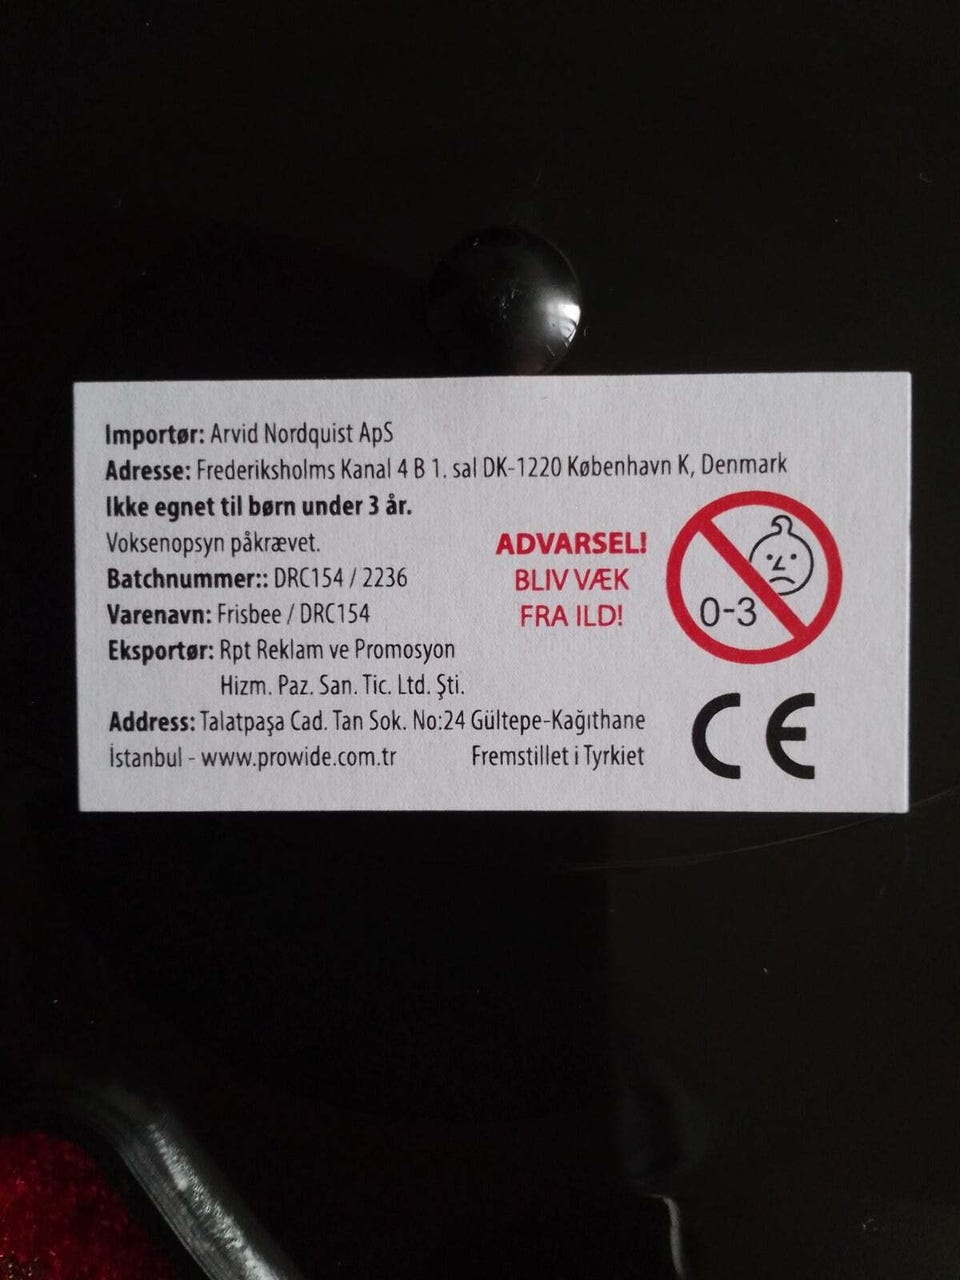 Importør: Arvid Nordquist ApS
Adresse: Frederiksholms Kanal 4 B 1. sal DK-1220 København K, Denmark
Ikke egnet til børn under 3 år.
Voksenopsyn påkrævet.
Batchnummer:: DRC154 / 2236
Varenavn: Frisbee / DRC154
Eksportør: Rpt Reklam ve Promosyon
Hizm. Paz. San. Tic. Ltd. Şti.
Address: Talatpaşa Cad. Tan Sok. No:24 Gültepe-Kağıthane
İstanbul - www.prowide.com.tr Fremstillet i Tyrkiet
ADVARSEL!
BLIV VÆK
FRA ILD!
0-3
CE